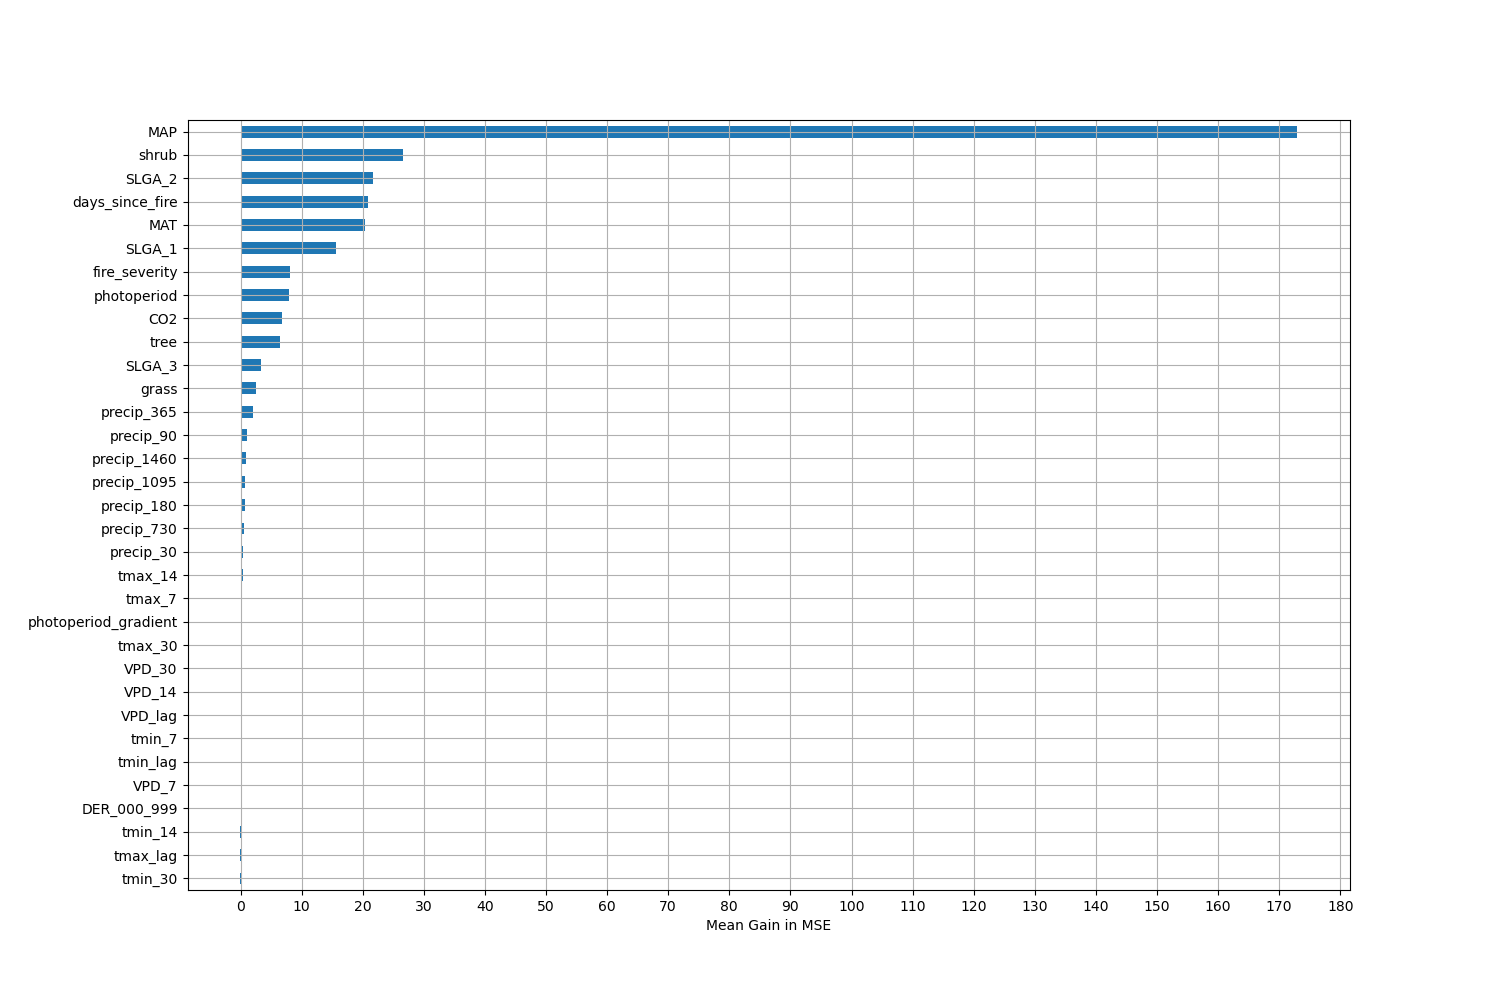 MAP
shrub
SLGA_2
days_since_fire
MAT
SLGA_1
fire_severity
photoperiod
CO2
tree
SLGA_3
grass
precip_365
precip_90
precip_1460
precip_1095
precip_180
precip_730
precip_30
tmax_14
tmax_7
photoperiod_gradient
tmax_30
VPD_30
VPD_14
VPD_lag
tmin_7
tmin_lag
VPD_7
DER_000_999
tmin_14
tmax_lag
tmin_30
0 10 20 30 40 50 60 70 80 90 100 110 120 130 140 150 160 170 180
Mean Gain in MSE